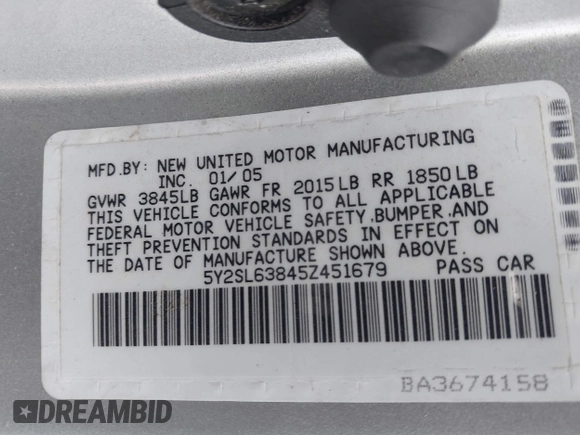 MFD.BY: NEW UNITED MOTOR MANUFACTURING
INC. 01/05
GVWR 3845LB GAWR FR 2015LB RR 1850LB
THIS VEHICLE CONFORMS TO ALL APPLICABLE
FEDERAL MOTOR VEHICLE SAFETY,BUMPER,AND
THEFT PREVENTION STANDARDS IN EFFECT ON
THE DATE OF MANUFACTURE SHOWN ABOVE.
5Y2SL63845Z451679 PASS CAR
BA3674158
DREAMBID